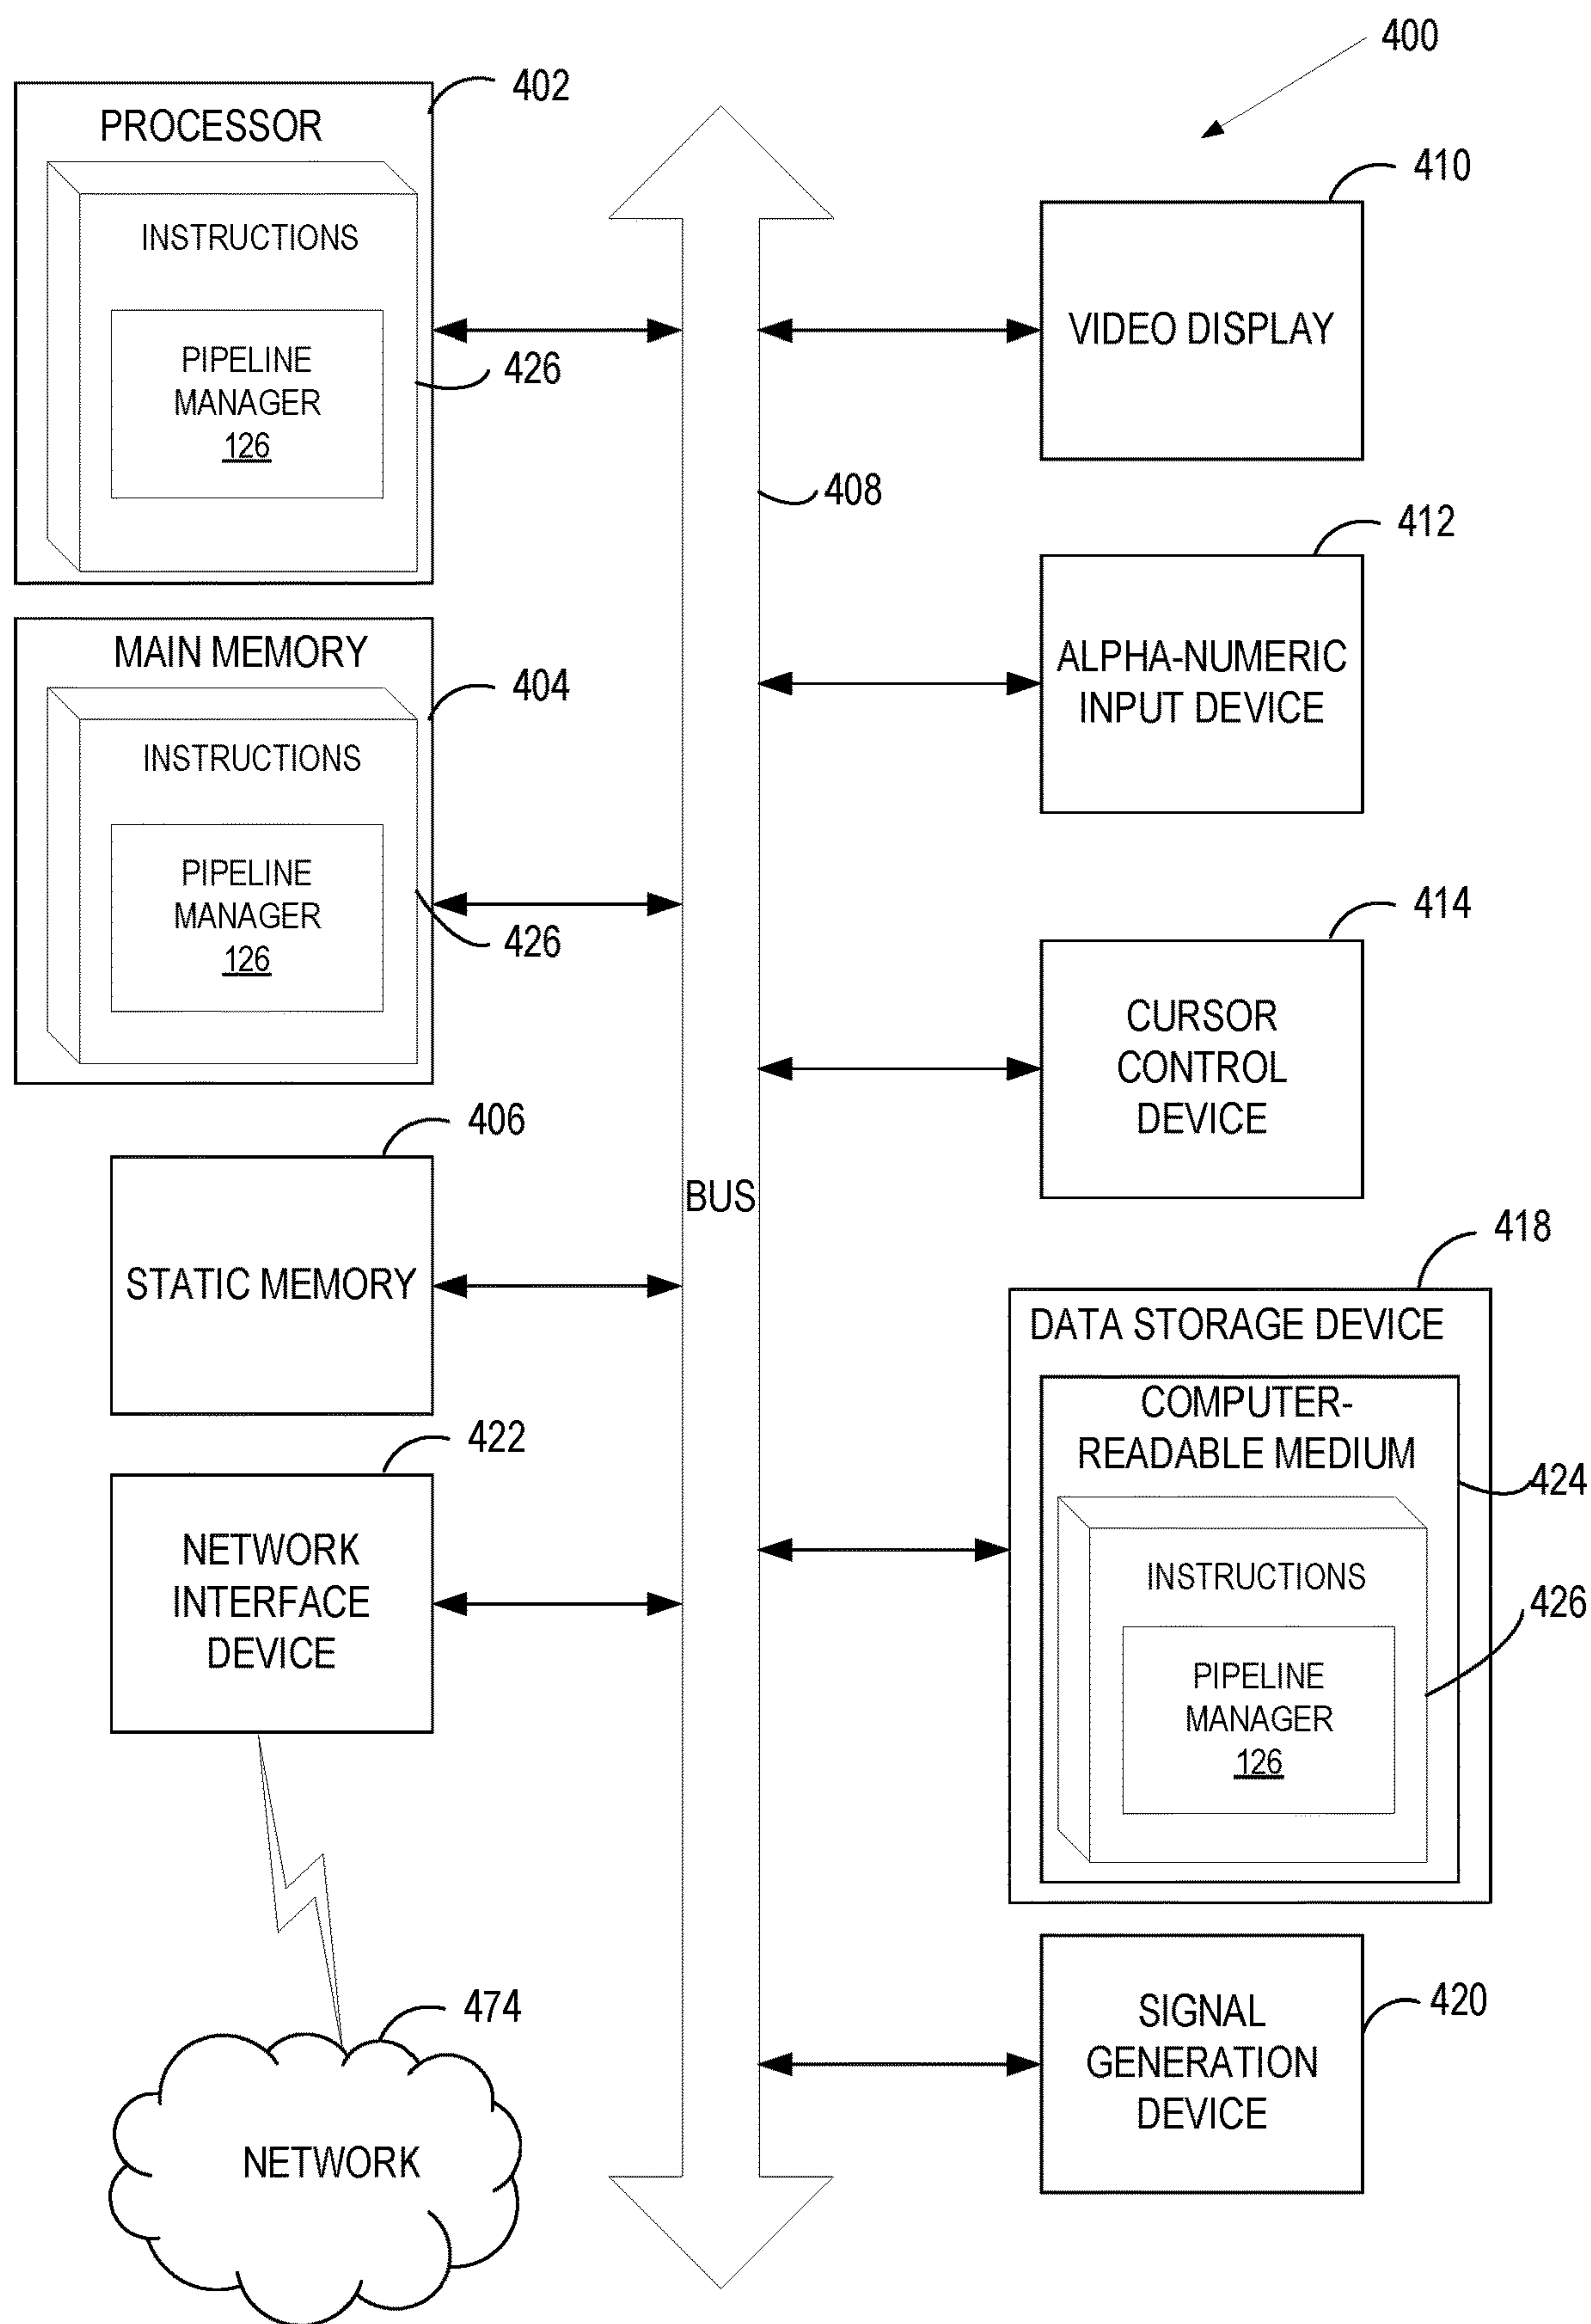 400
402
PROCESSOR
INSTRUCTIONS
PIPELINE
MANAGER
126
426
MAIN MEMORY
404
INSTRUCTIONS
PIPELINE
MANAGER
126
426
406
STATIC MEMORY
422
NETWORK
INTERFACE
DEVICE
474
NETWORK
BUS
408
410
VIDEO DISPLAY
412
ALPHA-NUMERIC
INPUT DEVICE
414
CURSOR
CONTROL
DEVICE
418
DATA STORAGE DEVICE
COMPUTER-
READABLE MEDIUM
424
INSTRUCTIONS
426
PIPELINE
MANAGER
126
SIGNAL
GENERATION
DEVICE
420